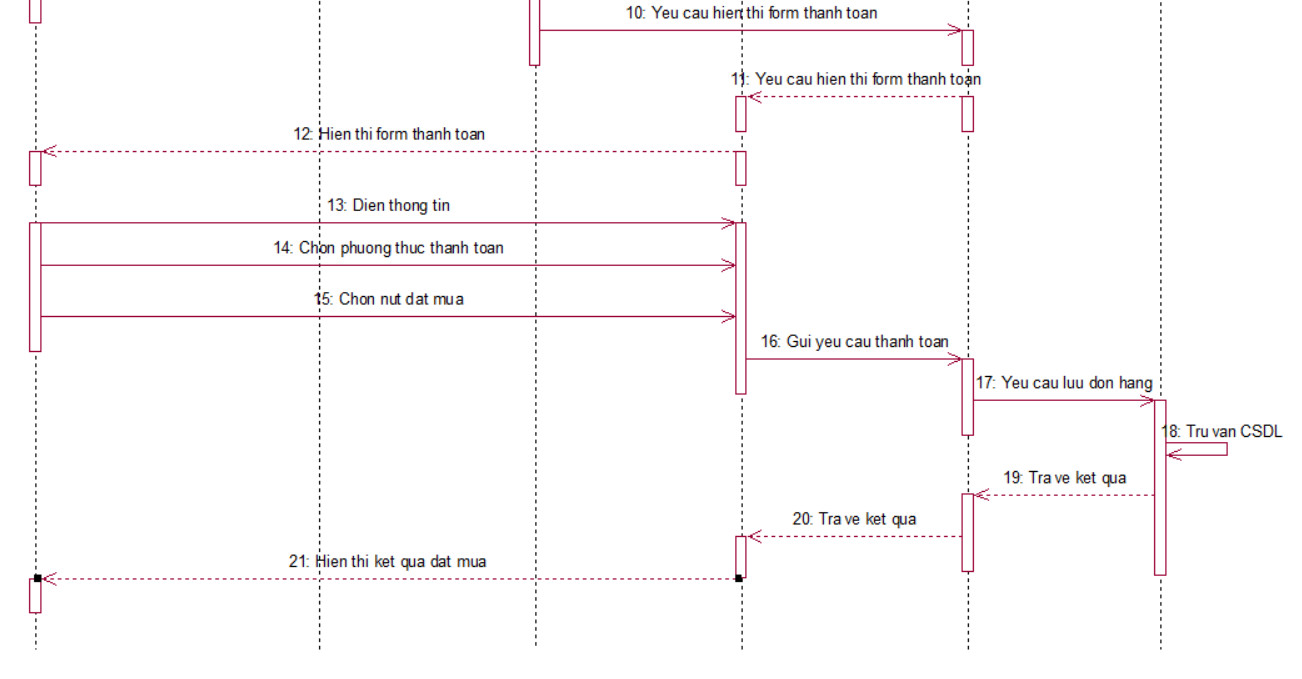 10: Yeu cau hien thi form thanh toan
11: Yeu cau hien thi form thanh toan
12: Hien thi form thanh toan
13: Dien thong tin
14: Chon phuong thuc thanh toan
15: Chon nut dat mua
16: Gui yeu cau thanh toan
17: Yeu cau luu don hang
18: Tru van CSDL
19: Tra ve ket qua
20: Tra ve ket qua
21: Hien thi ket qua dat mua